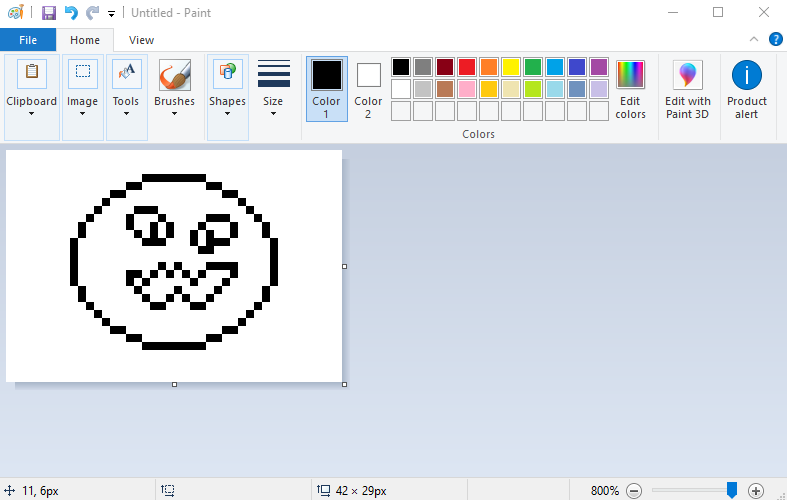 Untitled - Paint
File Home View
Clipboard Image Tools Brushes Shapes Size Color 1 Color 2 Edit colors Edit with Paint 3D Product alert
Colors
11, 6px 42 × 29px 800%